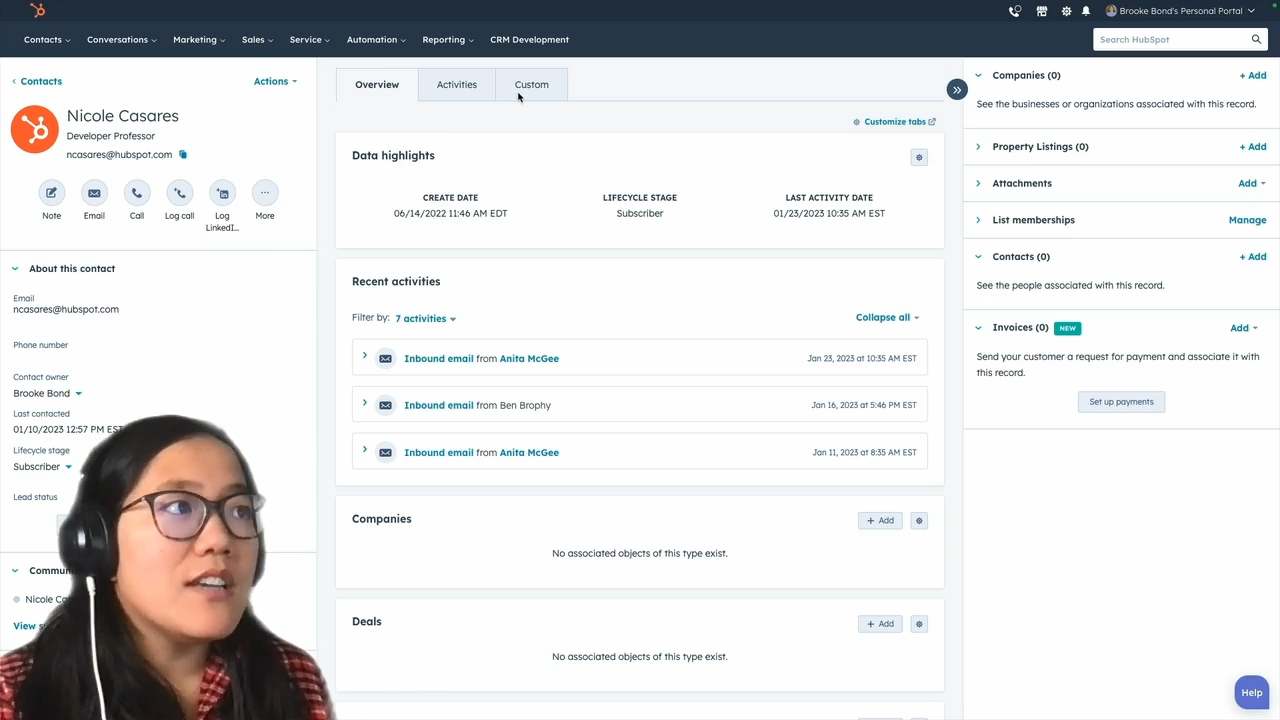 Brooke Bond's Personal Portal
Contacts
Conversations
Marketing
Sales
Service
Automation
Reporting
CRM Development
Search HubSpot
Contacts
Actions
Nicole Casares
Developer Professor
ncasares@hubspot.com
Note
Email
Call
Log call
Log
LinkedI...
More
About this contact
Email
ncasares@hubspot.com
Phone number
Contact owner
Brooke Bond
Last contacted
01/10/2023 12:57 PM EST
Lifecycle stage
Subscriber
Lead status
Nicole
View
Overview
Activities
Custom
Customize tabs
Data highlights
CREATE DATE
LIFECYCLE STAGE
LAST ACTIVITY DATE
06/14/2022 11:46 AM EDT
Subscriber
01/23/2023 10:35 AM EST
Recent activities
Filter by: 7 activities
Collapse all
Inbound email from Anita McGee
Jan 23, 2023 at 10:35 AM EST
Inbound email from Ben Brophy
Jan 16, 2023 at 5:46 PM EST
Inbound email from Anita McGee
Jan 11, 2023 at 8:35 AM EST
Companies
+ Add
No associated objects of this type exist.
Deals
+ Add
No associated objects of this type exist.
Companies (0)
+ Add
See the businesses or organizations associated with this record.
Property Listings (0)
+ Add
Attachments
Add
List memberships
Manage
Contacts (0)
+ Add
See the people associated with this record.
Invoices (0) NEW
Add
Send your customer a request for payment and associate it with
this record.
Set up payments
Help